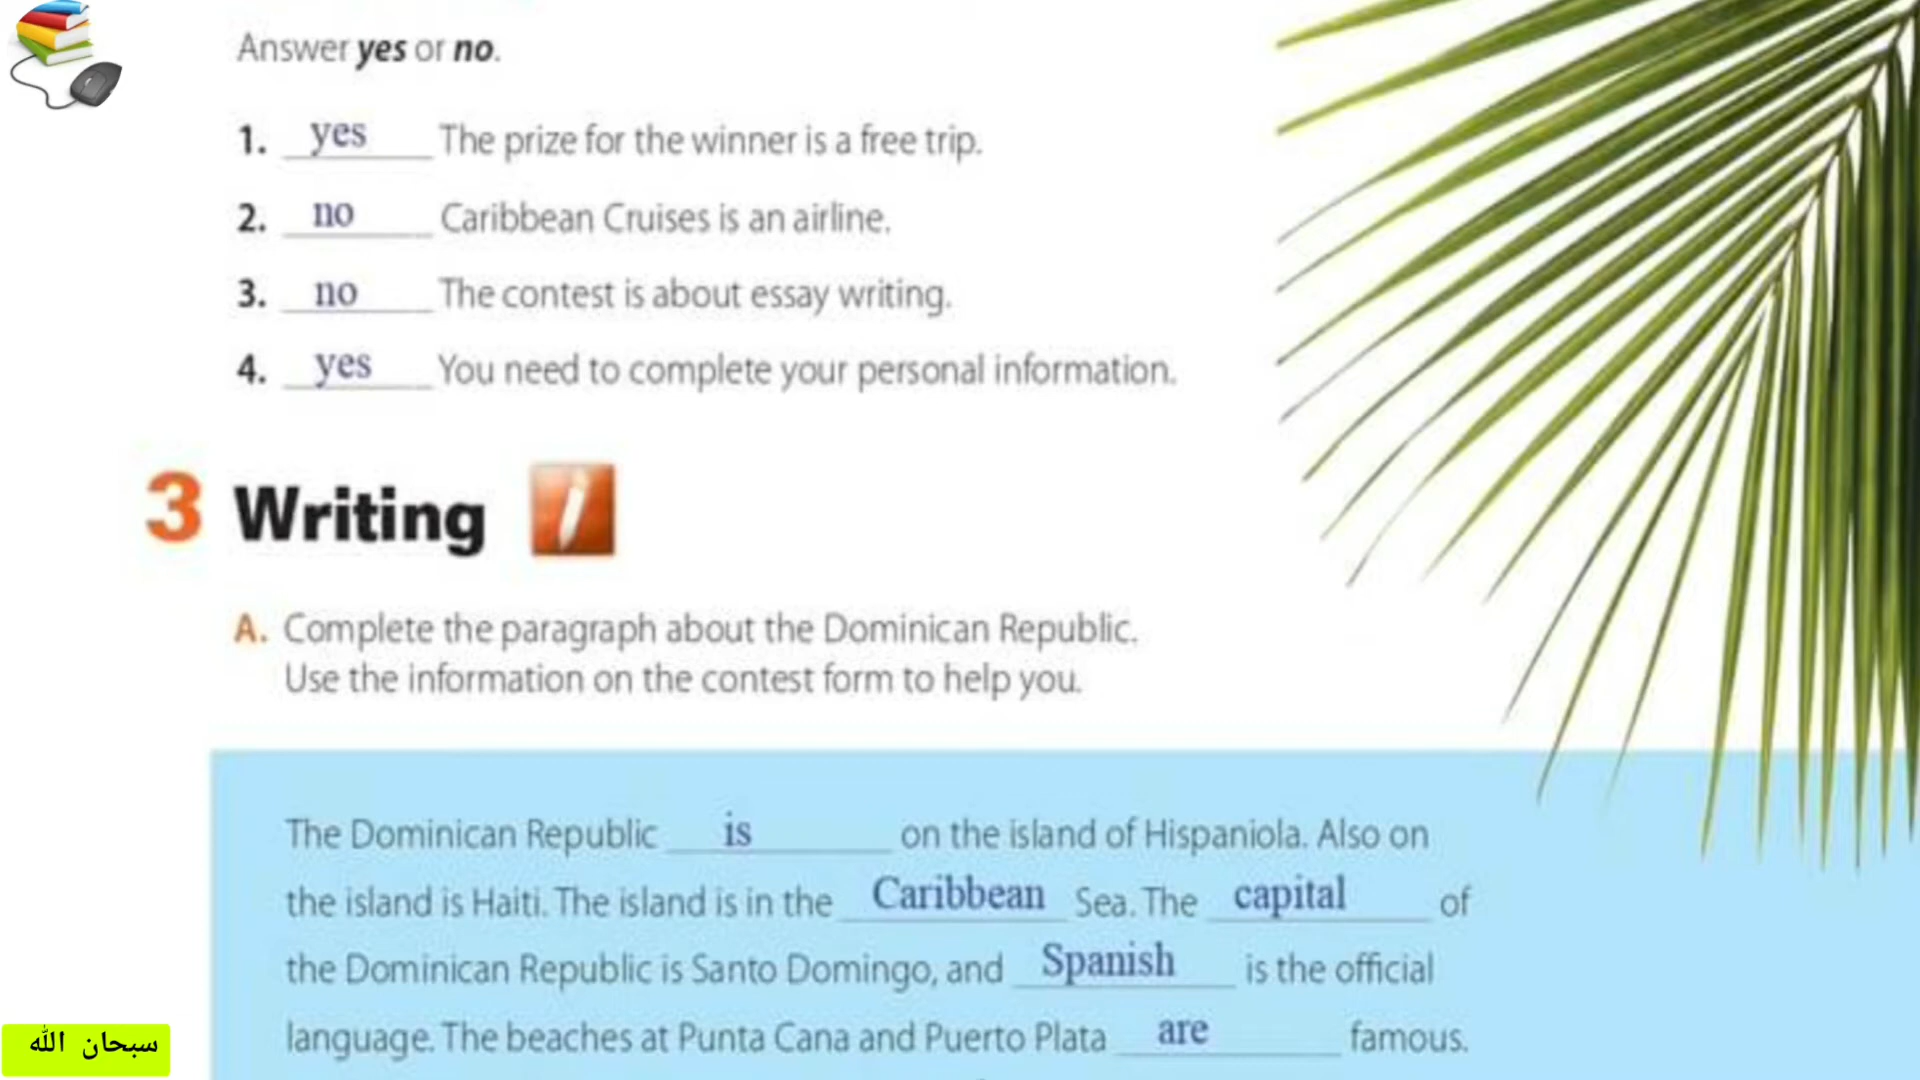 Answer yes or no.
1. yes The prize for the winner is a free trip.
2. no Caribbean Cruises is an airline.
3. no The contest is about essay writing.
4. yes You need to complete your personal information.
3 Writing
A. Complete the paragraph about the Dominican Republic.
Use the information on the contest form to help you.
The Dominican Republic is on the island of Hispaniola. Also on
the island is Haiti. The island is in the Caribbean Sea. The capital of
the Dominican Republic is Santo Domingo, and Spanish is the official
language. The beaches at Punta Cana and Puerto Plata are famous.
سبحان الله